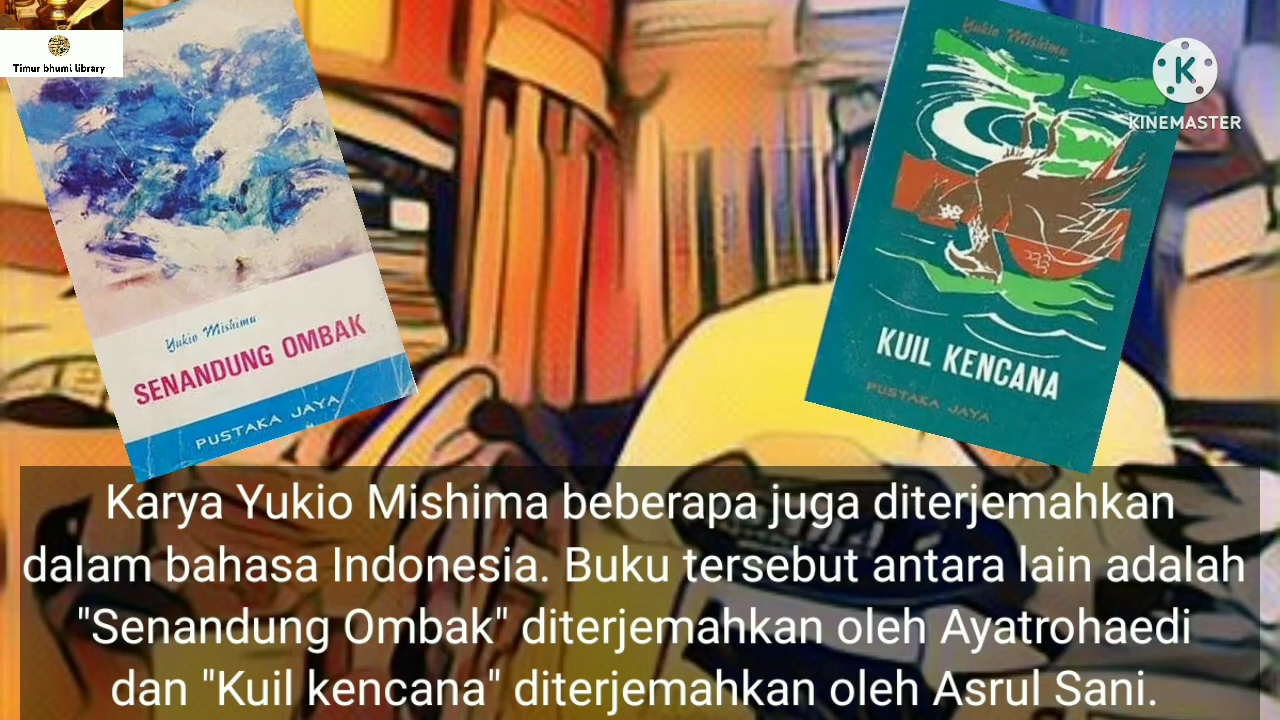 Timur bhumi library
Yukio Mishima
SENANDUNG OMBAK
PUSTAKA JAYA
Yukio Mishima
KUIL KENCANA
PUSTAKA JAYA
K
KINEMASTER
Karya Yukio Mishima beberapa juga diterjemahkan
dalam bahasa Indonesia. Buku tersebut antara lain adalah
"Senandung Ombak" diterjemahkan oleh Ayatrohaedi
dan "Kuil kencana" diterjemahkan oleh Asrul Sani.